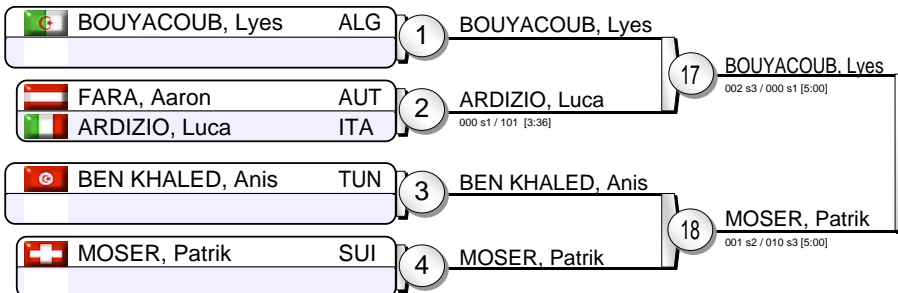 BOUYACOUB, Lyes ALG
1
BOUYACOUB, Lyes
17
BOUYACOUB, Lyes
002 s3 / 000 s1 [5:00]
FARA, Aaron AUT
ARDIZIO, Luca ITA
2
ARDIZIO, Luca
000 s1 / 101 [3:36]
BEN KHALED, Anis TUN
3
BEN KHALED, Anis
18
MOSER, Patrik
001 s2 / 010 s3 [5:00]
MOSER, Patrik SUI
4
MOSER, Patrik